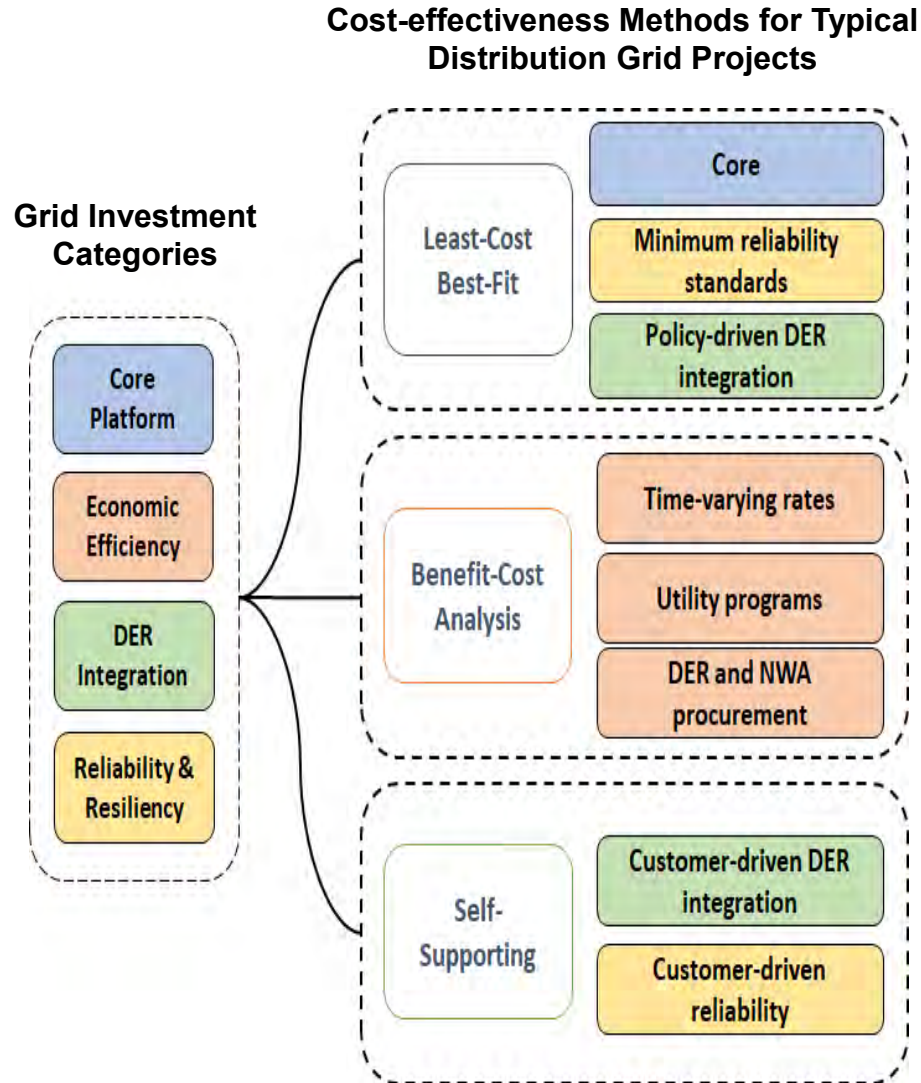 Cost-effectiveness Methods for Typical
Distribution Grid Projects
Grid Investment
Categories
Core
Platform
Economic
Efficiency
DER
Integration
Reliability &
Resiliency
Least-Cost
Best-Fit
Core
Minimum reliability
standards
Policy-driven DER
integration
Benefit-Cost
Analysis
Time-varying rates
Utility programs
DER and NWA
procurement
Self-
Supporting
Customer-driven DER
integration
Customer-driven
reliability